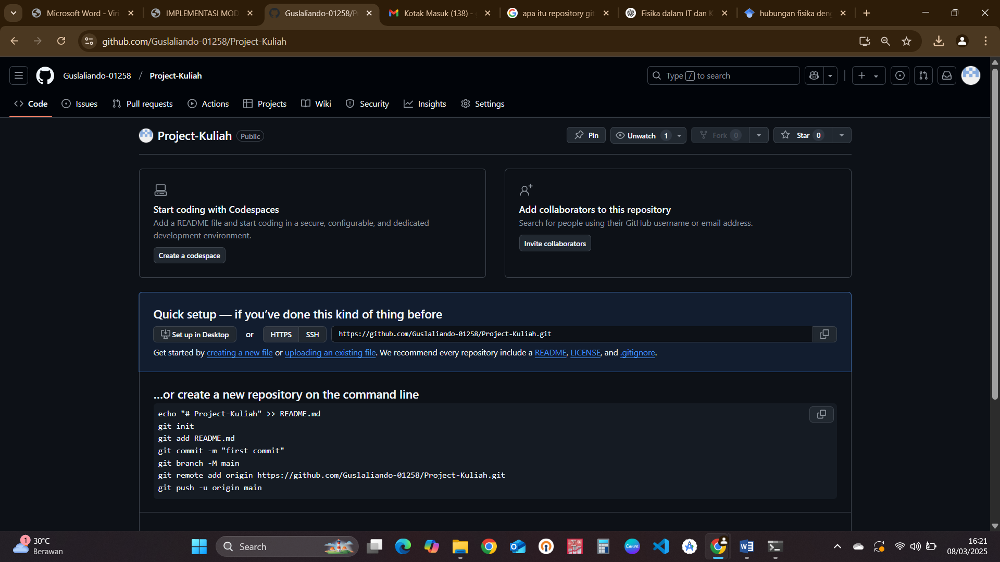 Microsoft Word - Viri
IMPLEMENTASI MOD
Guslaliando-01258/P
Kotak Masuk (138) -
apa itu repository git
Fisika dalam IT dan K
hubungan fisika den
github.com/Guslaliando-01258/Project-Kuliah
Guslaliando-01258 / Project-Kuliah
Type / to search
Code
Issues
Pull requests
Actions
Projects
Wiki
Security
Insights
Settings
Project-Kuliah Public
Pin
Unwatch 1
Fork 0
Star 0
Start coding with Codespaces
Add a README file and start coding in a secure, configurable, and dedicated
development environment.
Create a codespace
Add collaborators to this repository
Search for people using their GitHub username or email address.
Invite collaborators
Quick setup — if you’ve done this kind of thing before
Set up in Desktop or HTTPS SSH https://github.com/Guslaliando-01258/Project-Kuliah.git
Get started by creating a new file or uploading an existing file. We recommend every repository include a README, LICENSE, and .gitignore.
…or create a new repository on the command line
echo "# Project-Kuliah" >> README.md
git init
git add README.md
git commit -m "first commit"
git branch -M main
git remote add origin https://github.com/Guslaliando-01258/Project-Kuliah.git
git push -u origin main
1
30°C
Berawan
Search
Canva
16:21
08/03/2025